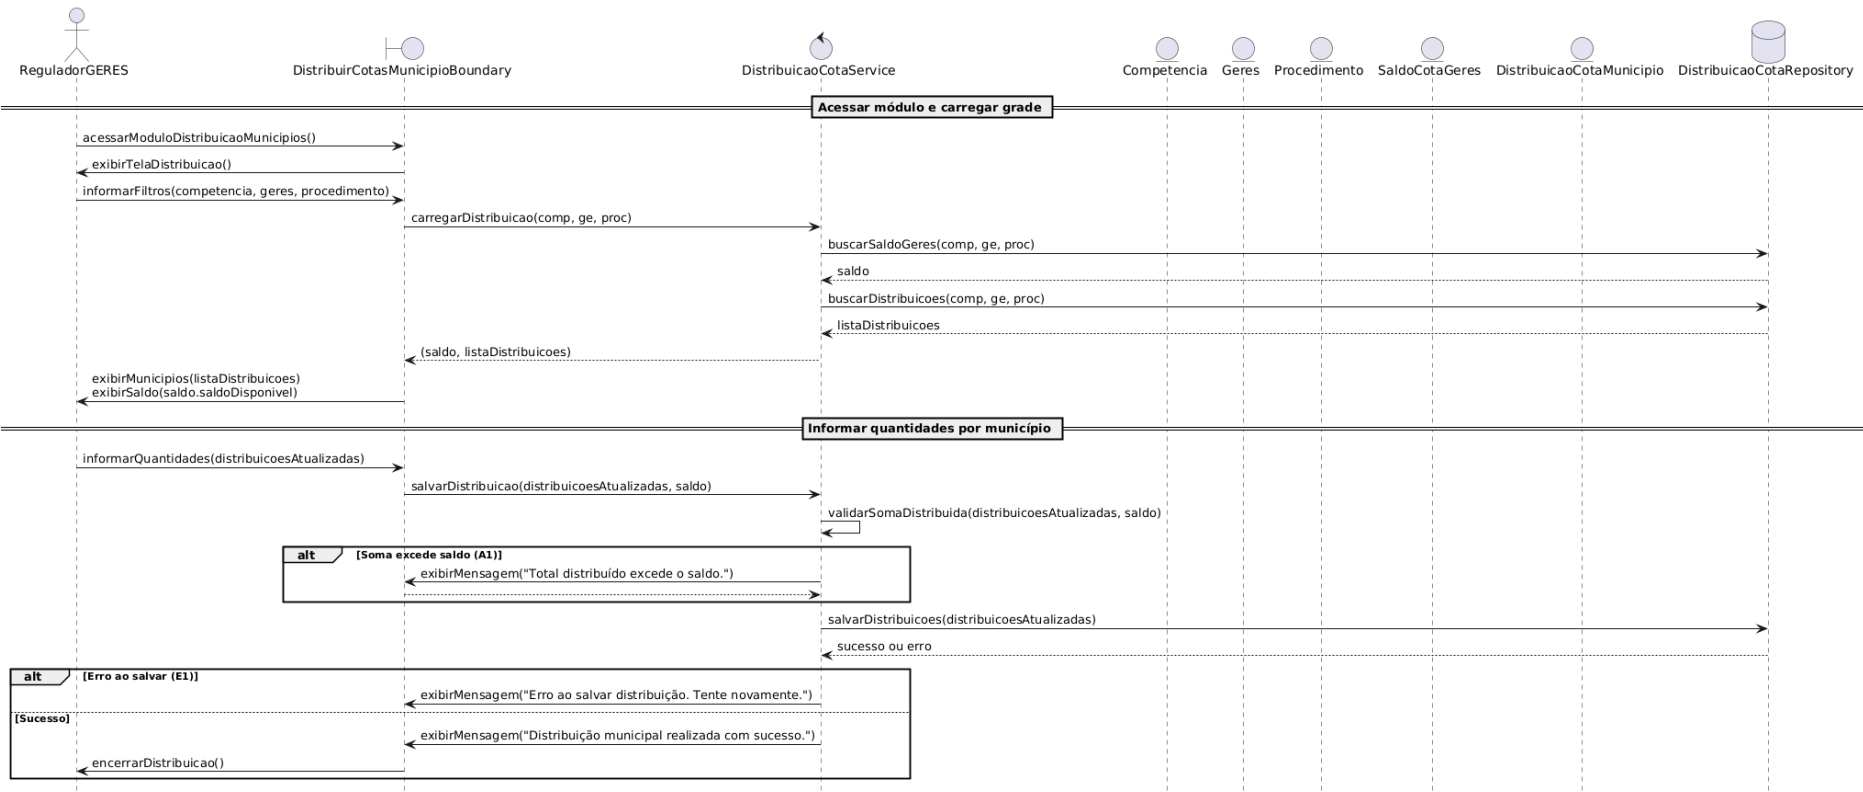 ReguladorGERES
DistribuirCotasMunicipioBoundary
DistribuicaoCotaService
Competencia
Geres
Procedimento
SaldoCotaGeres
DistribuicaoCotaMunicipio
DistribuicaoCotaRepository
Acessar módulo e carregar grade
acessarModuloDistribuicaoMunicipios()
exibirTelaDistribuicao()
informarFiltros(competencia, geres, procedimento)
carregarDistribuicao(comp, ge, proc)
buscarSaldoGeres(comp, ge, proc)
saldo
buscarDistribuicoes(comp, ge, proc)
listaDistribuicoes
(saldo, listaDistribuicoes)
exibirMunicipios(listaDistribuicoes)
exibirSaldo(saldo.saldoDisponivel)
Informar quantidades por município
informarQuantidades(distribuicoesAtualizadas)
salvarDistribuicao(distribuicoesAtualizadas, saldo)
validarSomaDistribuida(distribuicoesAtualizadas, saldo)
alt [Soma excede saldo (A1)]
exibirMensagem("Total distribuído excede o saldo.")
salvarDistribuicoes(distribuicoesAtualizadas)
sucesso ou erro
alt [Erro ao salvar (E1)]
exibirMensagem("Erro ao salvar distribuição. Tente novamente.")
[Sucesso]
exibirMensagem("Distribuição municipal realizada com sucesso.")
encerrarDistribuicao()